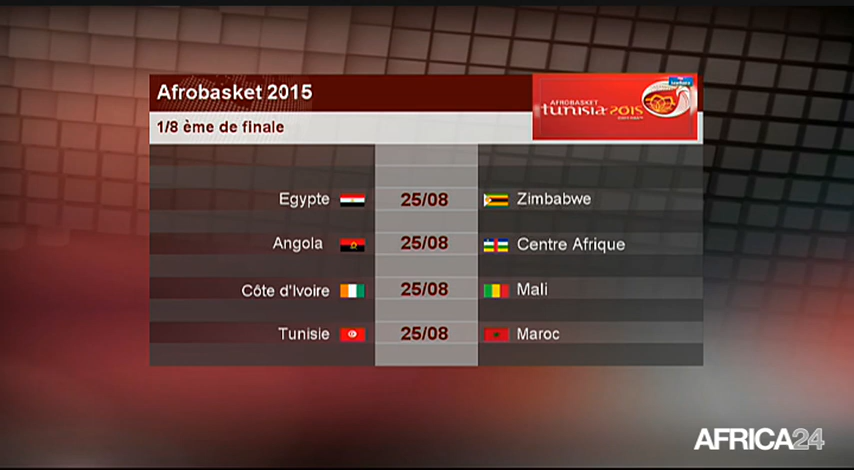 Afrobasket 2015
AFROBASKET
tunisia 2015
1/8 ème de finale
Egypte 25/08 Zimbabwe
Angola 25/08 Centre Afrique
Côte d'Ivoire 25/08 Mali
Tunisie 25/08 Maroc
AFRICA24